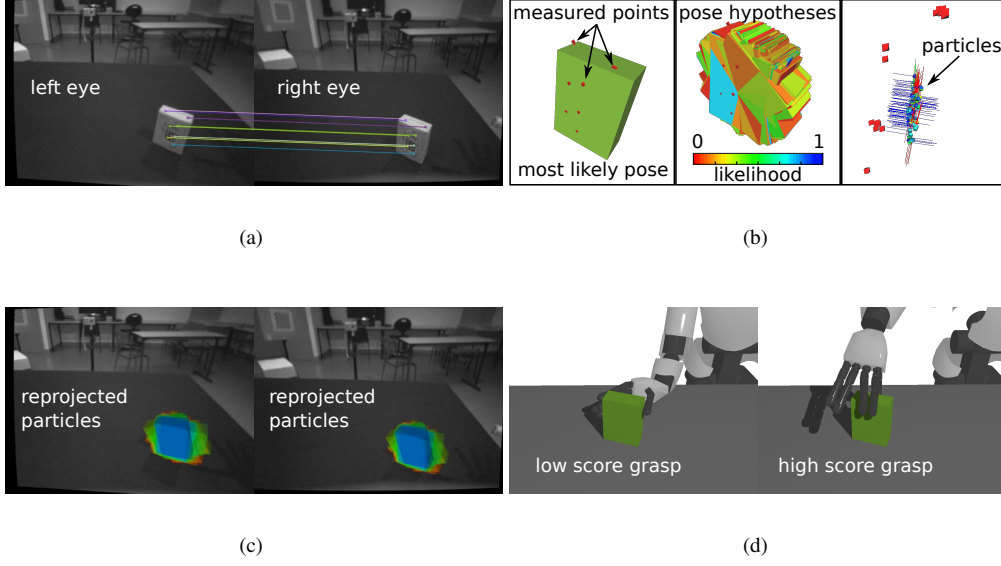 left eye
right eye
measured points
most likely pose
pose hypotheses
0
1
likelihood
particles
(a)
(b)
reprojected
particles
reprojected
particles
low score grasp
high score grasp
(c)
(d)